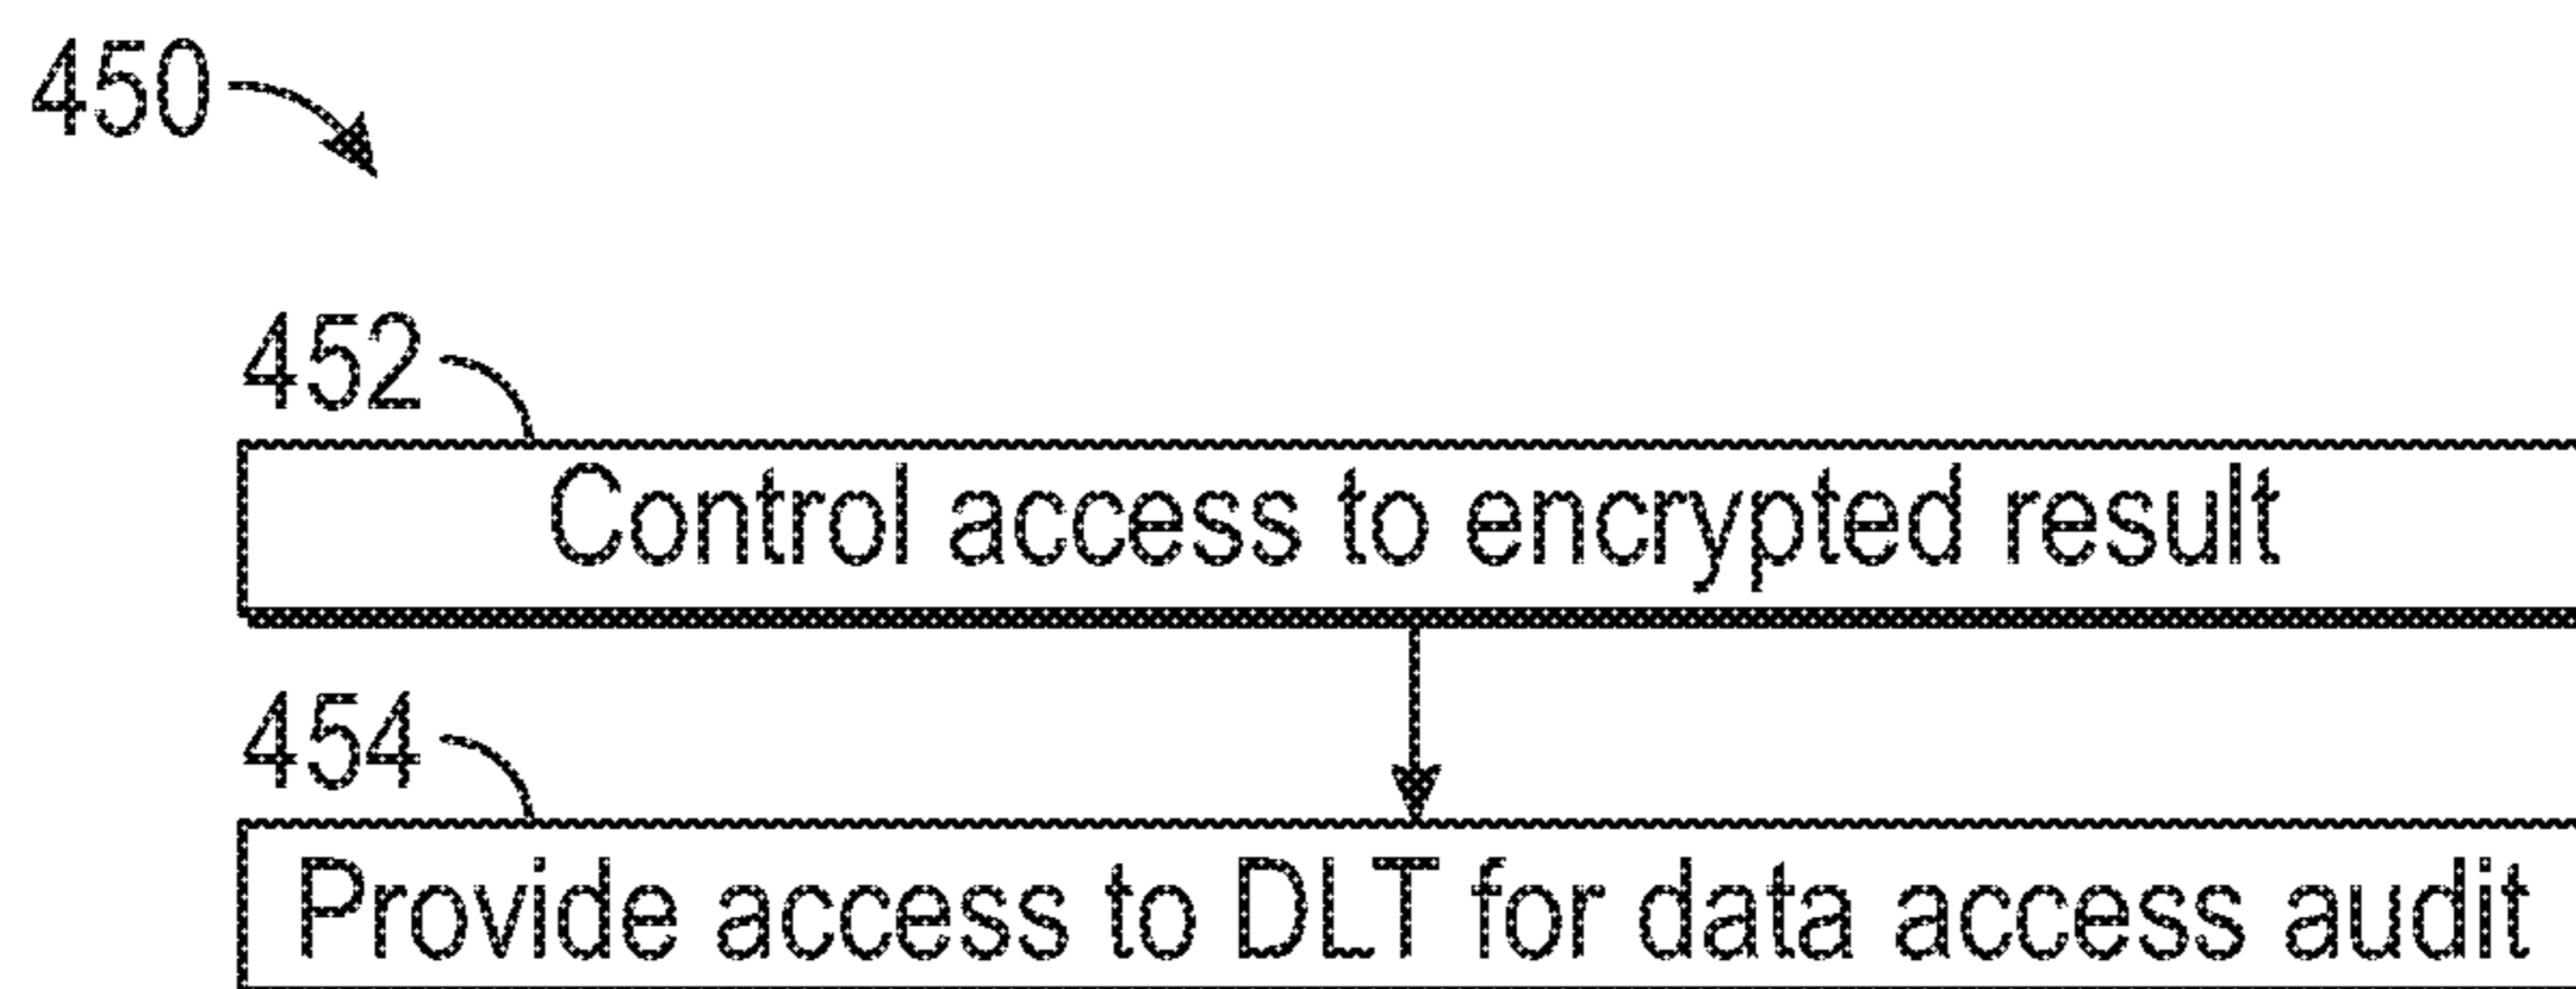 450
452
Control access to encrypted result
454
Provide access to DLT for data access audit